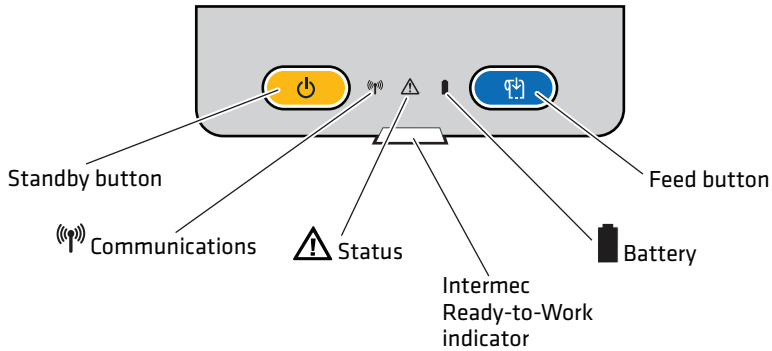 Standby button
Feed button
Communications
Status
Battery
Intermec
Ready-to-Work
indicator